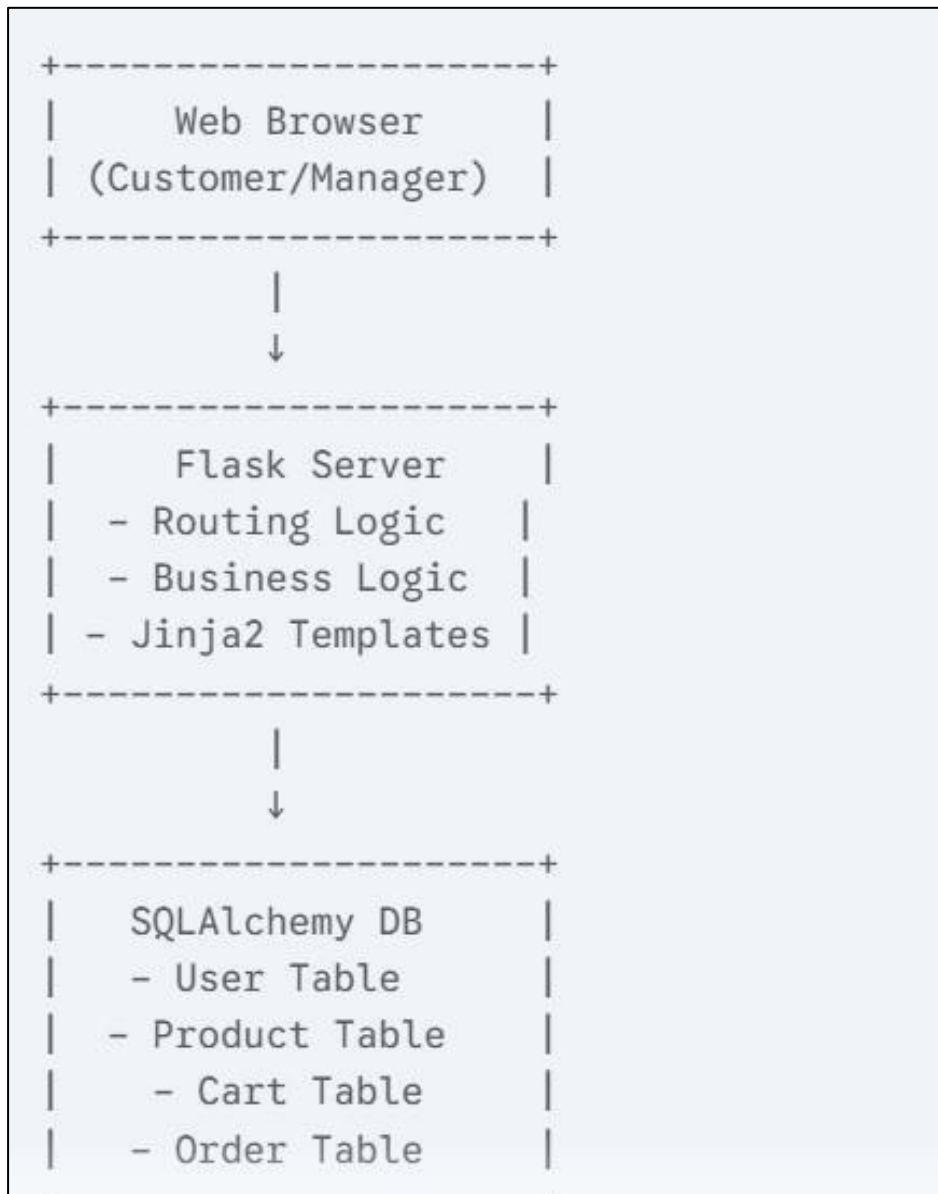 +---------------------+
|     Web Browser     |
| (Customer/Manager)  |
+---------------------+
          |
          ↓
+---------------------+
|     Flask Server    |
|  - Routing Logic   |
|  - Business Logic  |
| - Jinja2 Templates |
+---------------------+
          |
          ↓
+---------------------+
|   SQLAlchemy DB     |
|   - User Table      |
|  - Product Table    |
|    - Cart Table     |
|   - Order Table     |